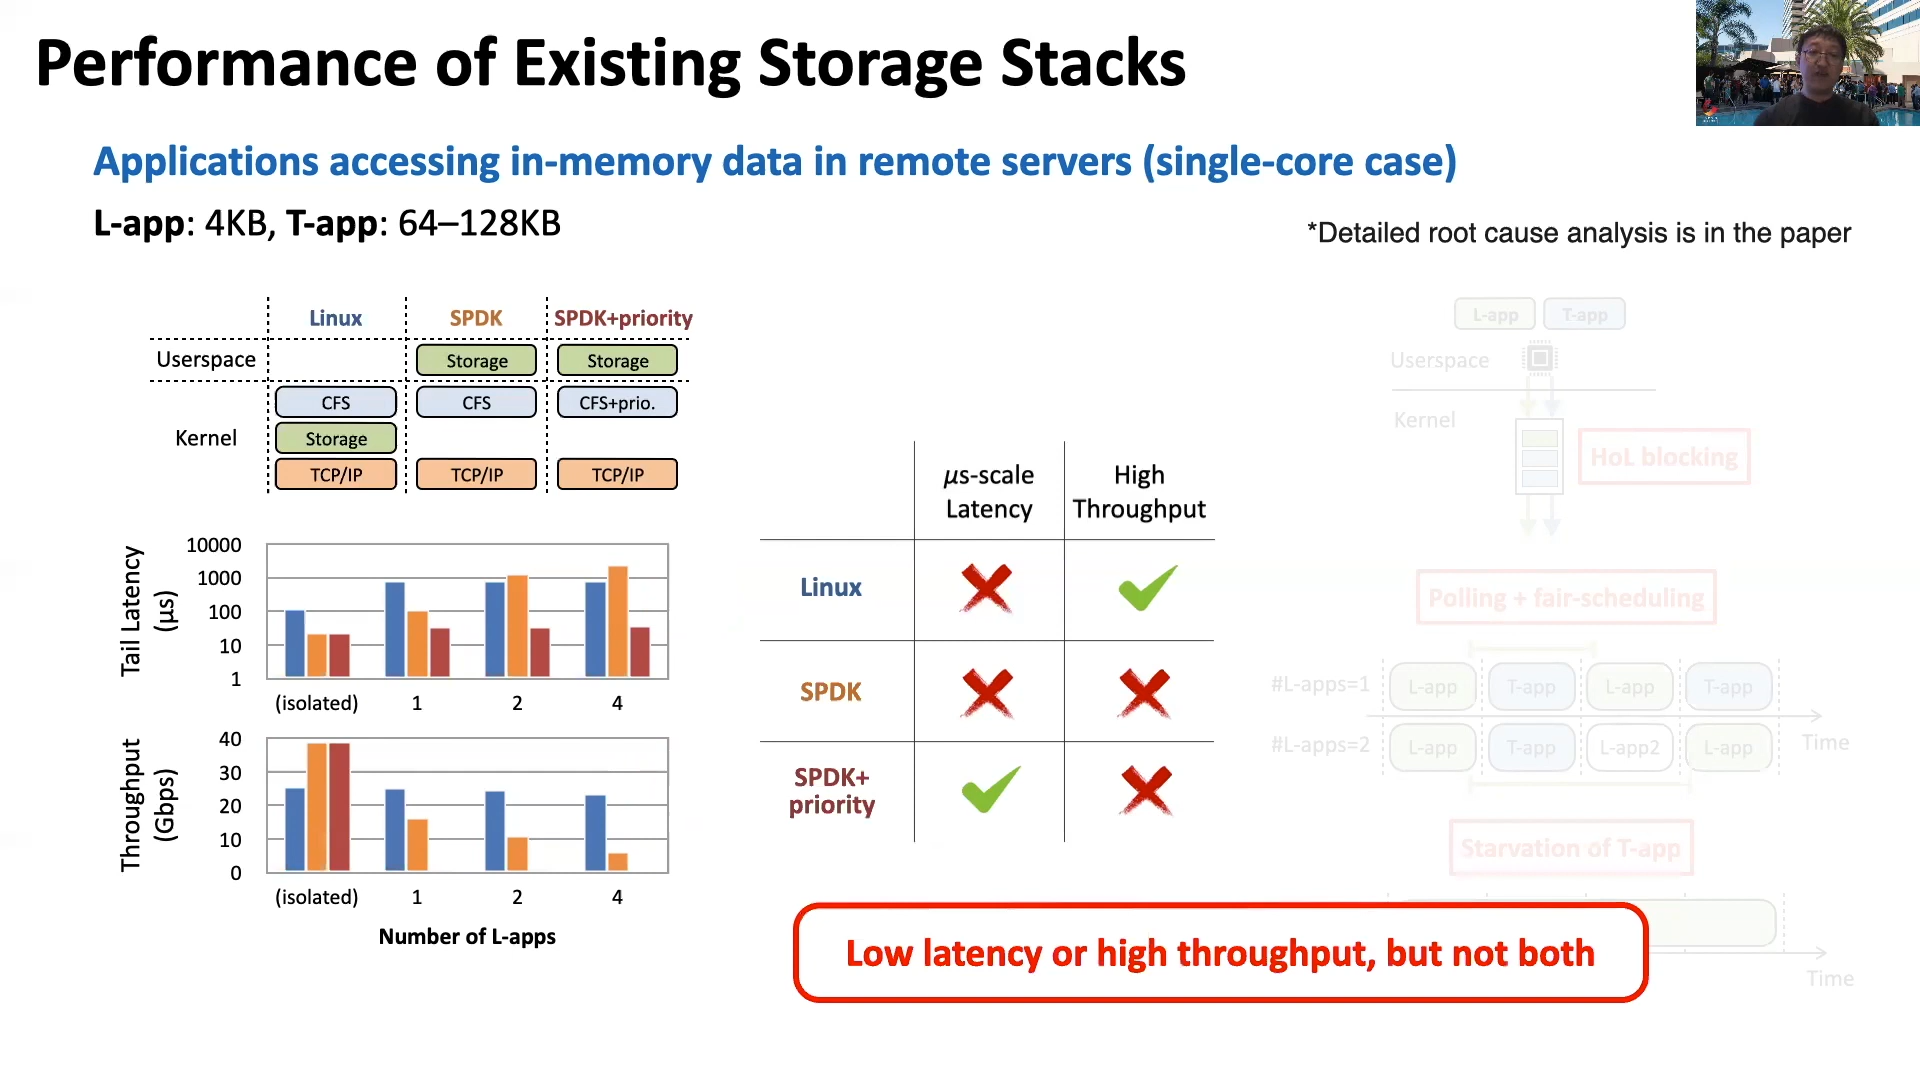 Performance of Existing Storage Stacks
Applications accessing in-memory data in remote servers (single-core case)
L-app: 4KB, T-app: 64–128KB
*Detailed root cause analysis is in the paper
Linux SPDK SPDK+priority
Userspace Storage Storage
CFS CFS CFS+prio.
Kernel Storage
TCP/IP TCP/IP TCP/IP
Tail Latency
(µs)
10000
1000
100
10
1
(isolated) 1 2 4
Throughput
(Gbps)
40
30
20
10
0
(isolated) 1 2 4
Number of L-apps
µs-scale
Latency
High
Throughput
Linux
SPDK
SPDK+
priority
L-app T-app
Userspace
Kernel
HoL blocking
Polling + fair-scheduling
#L-apps=1 L-app T-app L-app T-app
#L-apps=2 L-app T-app L-app2 L-app Time
Starvation of T-app
Time
Low latency or high throughput, but not both